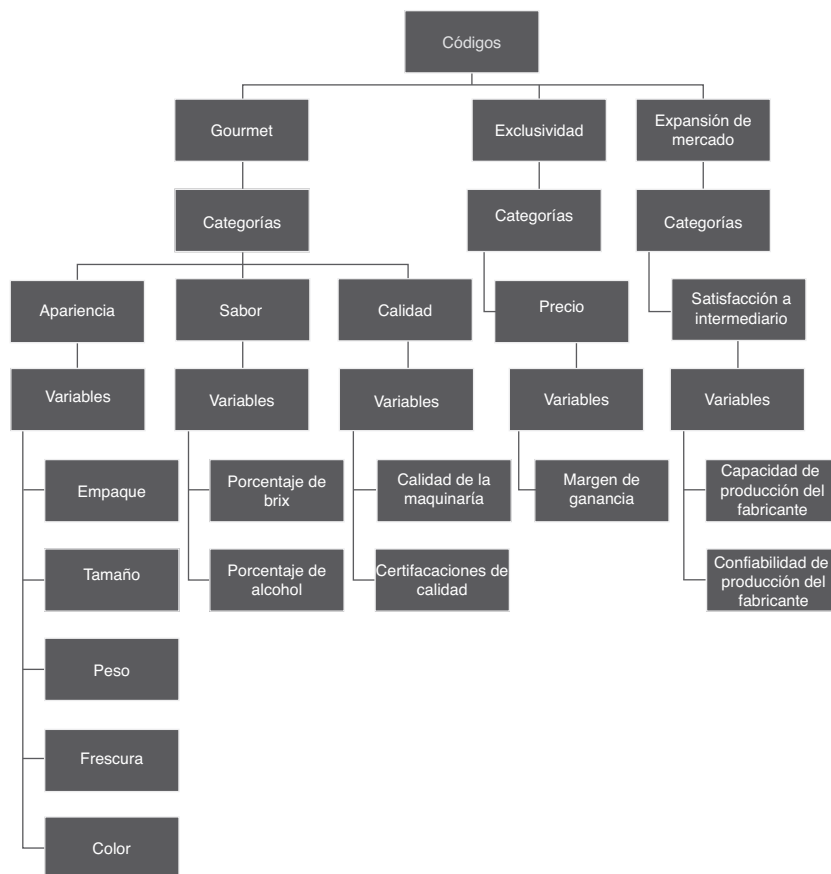 Códigos
Gourmet
Exclusividad
Expansión de
mercado
Categorías
Categorías
Categorías
Apariencia
Sabor
Calidad
Precio
Satisfacción a
intermediario
Variables
Variables
Variables
Variables
Variables
Empaque
Porcentaje de
brix
Calidad de la
maquinaría
Margen de
ganancia
Capacidad de
producción del
fabricante
Tamaño
Porcentaje de
alcohol
Certifacaciones de
calidad
Confiabilidad de
producción del
fabricante
Peso
Frescura
Color